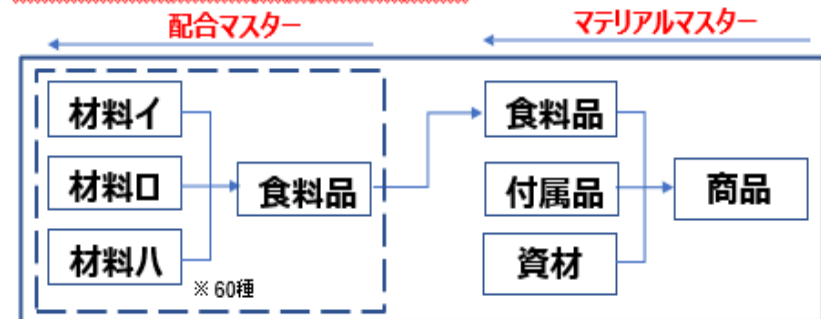 配合マスター
マテリアルマスター
材料イ
材料ロ
材料ハ
※ 60種
食料品
食料品
付属品
資材
商品